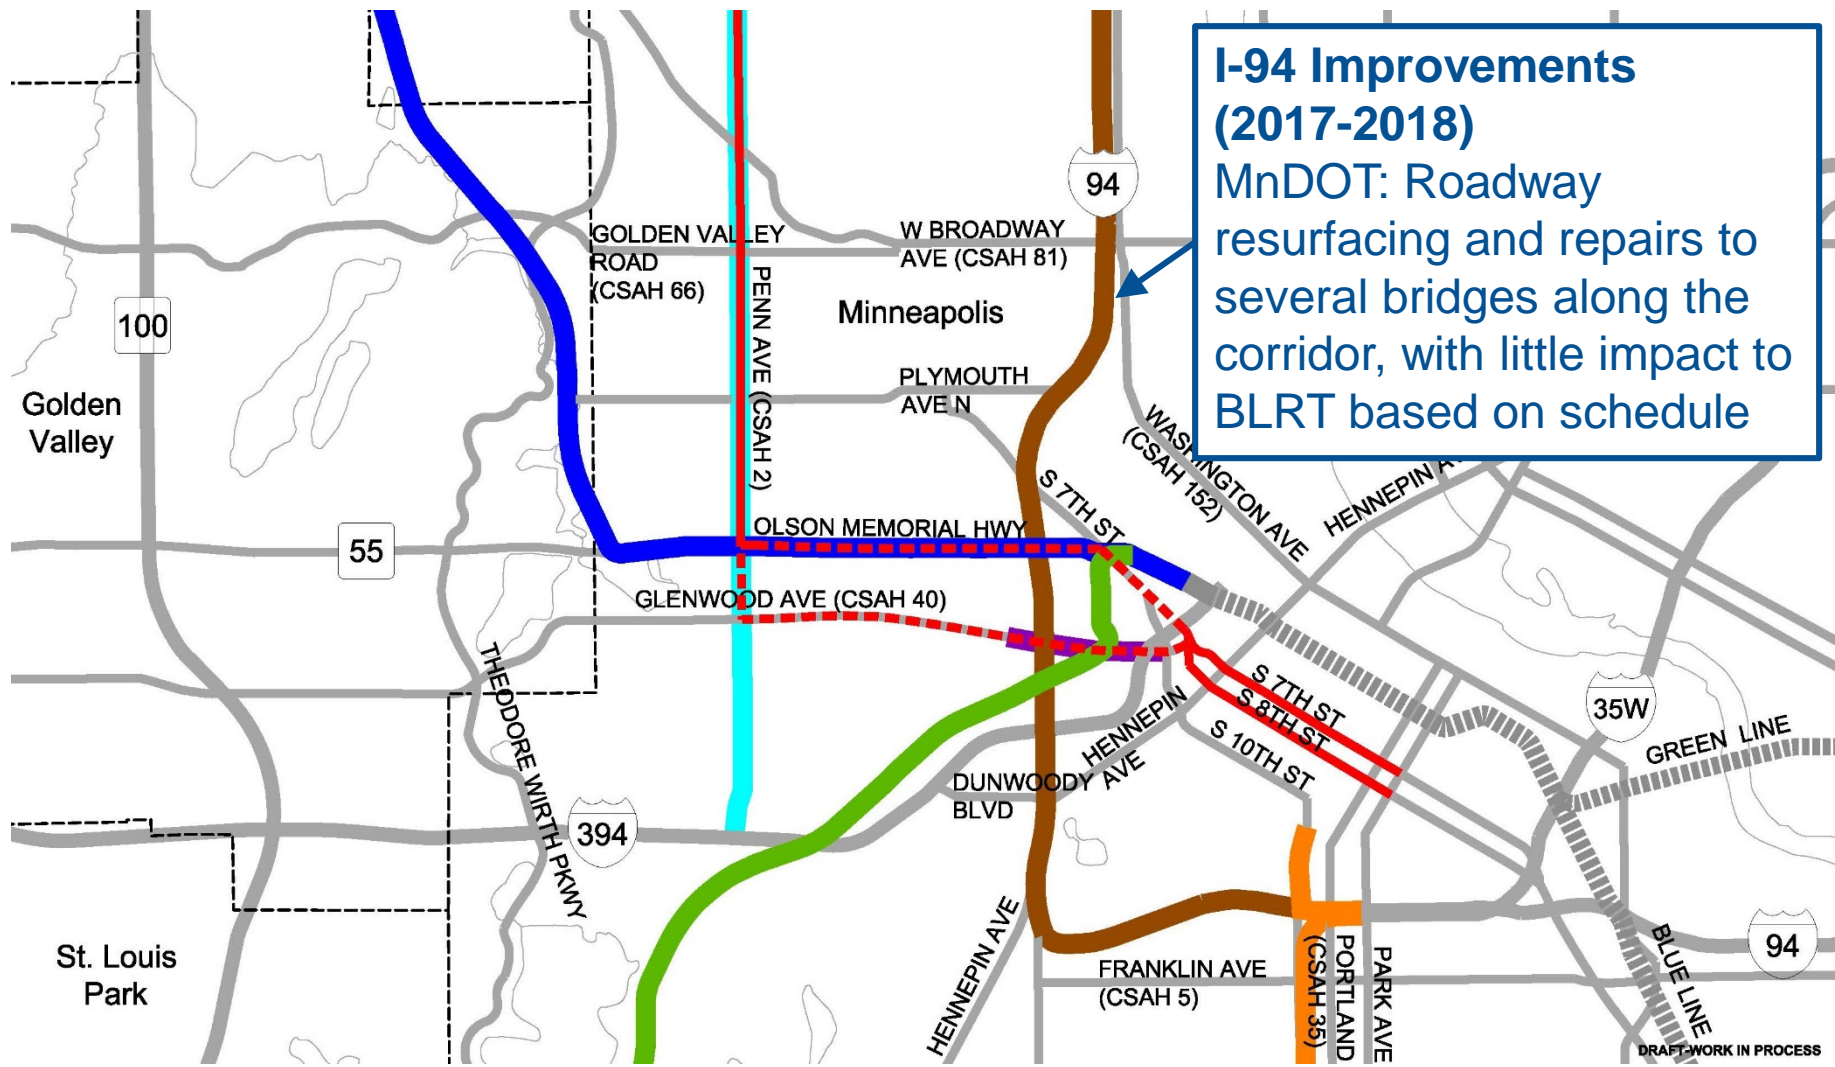 I-94 Improvements
(2017-2018)
MnDOT: Roadway
resurfacing and repairs to
several bridges along the
corridor, with little impact to
BLRT based on schedule
94
GOLDEN VALLEY
ROAD
(CSAH 66)
W BROADWAY
AVE (CSAH 81)
PENN AVE (CSAH 2)
Minneapolis
100
Golden
Valley
PLYMOUTH
AVE N
WASHINGTON AVE
(CSAH 152)
HENNEPIN
S 7TH ST
OLSON MEMORIAL HWY
55
GLENWOOD AVE (CSAH 40)
THEODORE WIRTH PKWY
S 7TH ST
S 8TH ST
S 10TH ST
HENNEPIN
AVE
DUNWOODY
BLVD
35W
GREEN LINE
394
HENNEPIN AVE
St. Louis
Park
FRANKLIN AVE
(CSAH 5)
(CSAH 35)
PORTLAND
PARK AVE
BLUE LINE
94
DRAFT-WORK IN PROCESS